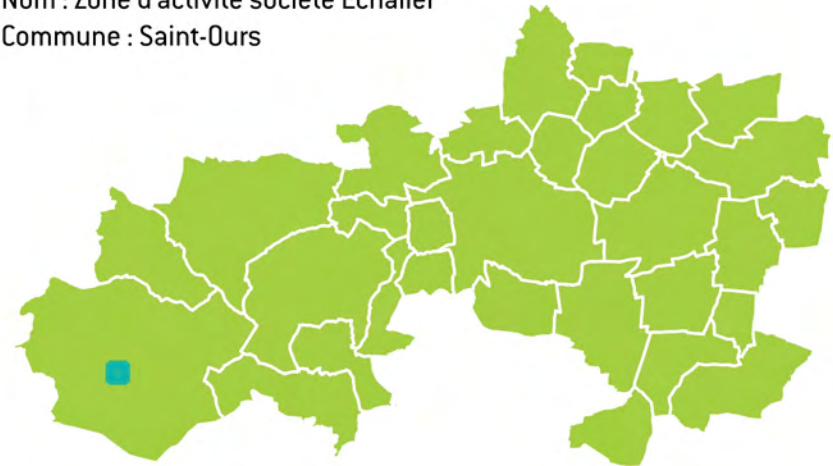 Nom : Zone d'activité société Echalier
Commune : Saint-Ours